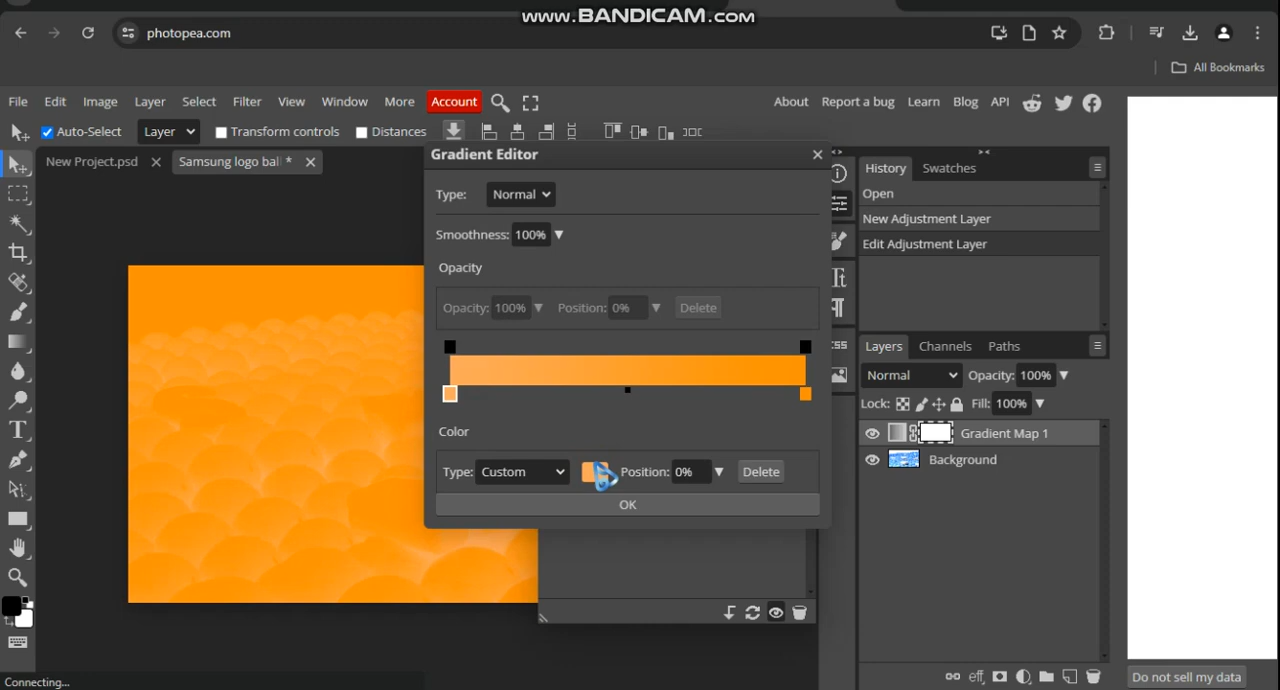 www.BANDICAM.com
photopea.com
All Bookmarks
File Edit Image Layer Select Filter View Window More Account
About Report a bug Learn Blog API
Auto-Select Layer Transform controls Distances
New Project.psd Samsung logo bal *
Gradient Editor
Type: Normal
Smoothness: 100%
Opacity
Opacity: 100% Position: 0% Delete
Color
Type: Custom Position: 0% Delete
OK
CSS
History Swatches
Open
New Adjustment Layer
Edit Adjustment Layer
Layers Channels Paths
Normal Opacity: 100%
Lock: Fill: 100%
Gradient Map 1
Background
eff
Connecting...
Do not sell my data